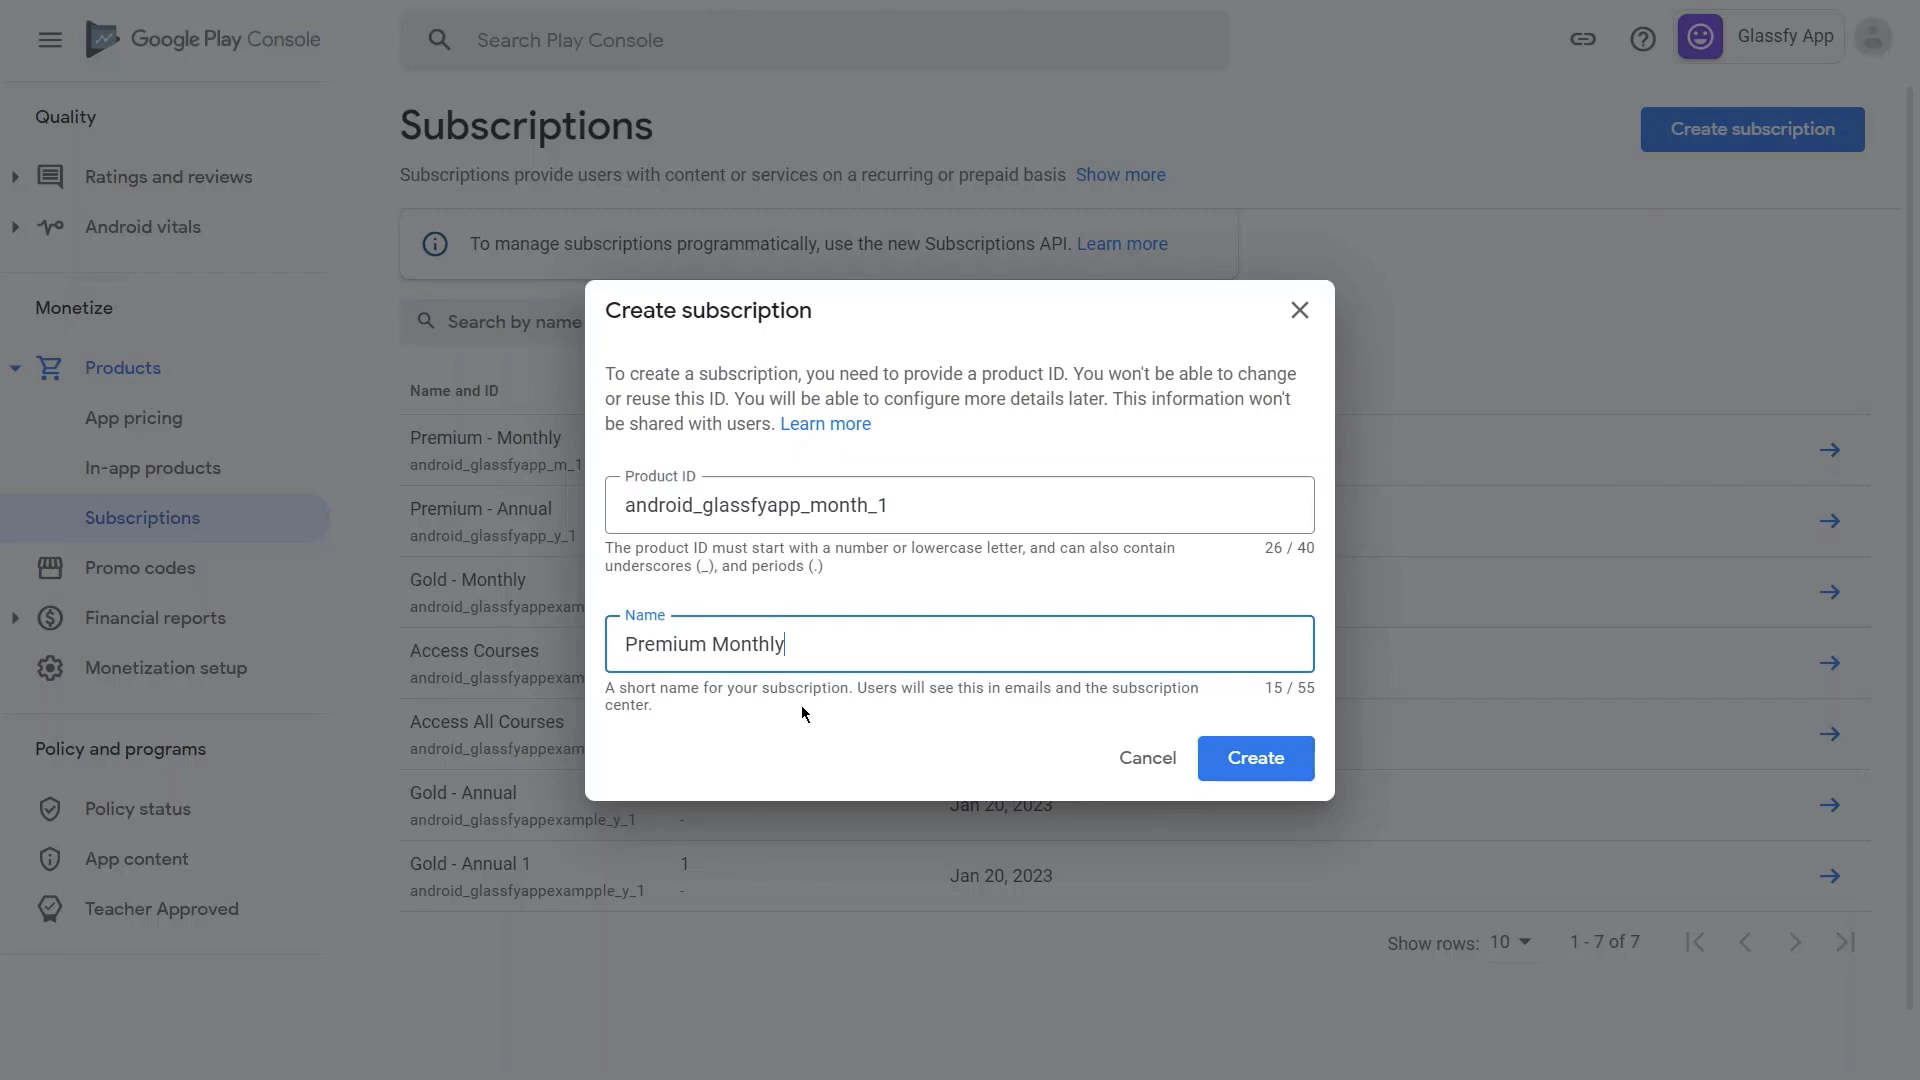 Google Play Console
Search Play Console
Glassfy App
Quality
Ratings and reviews
Android vitals
Monetize
Products
App pricing
In-app products
Subscriptions
Promo codes
Financial reports
Monetization setup
Policy and programs
Policy status
App content
Teacher Approved
Subscriptions
Create subscription
Subscriptions provide users with content or services on a recurring or prepaid basis Show more
To manage subscriptions programmatically, use the new Subscriptions API. Learn more
Search by name
Name and ID
Premium - Monthly
android_glassfyapp_m_1
Premium - Annual
android_glassfyapp_y_1
Gold - Monthly
android_glassfyappexam
Access Courses
android_glassfyappexam
Access All Courses
android_glassfyappexam
Gold - Annual
Jan 20, 2023
android_glassfyappexample_y_1 -
Gold - Annual 1 1
Jan 20, 2023
android_glassfyappexampple_y_1 -
Show rows: 10 1 - 7 of 7
Create subscription
To create a subscription, you need to provide a product ID. You won't be able to change
or reuse this ID. You will be able to configure more details later. This information won't
be shared with users. Learn more
Product ID
android_glassfyapp_month_1
The product ID must start with a number or lowercase letter, and can also contain 26 / 40
underscores (_), and periods (.)
Name
Premium Monthly
A short name for your subscription. Users will see this in emails and the subscription 15 / 55
center.
Cancel Create